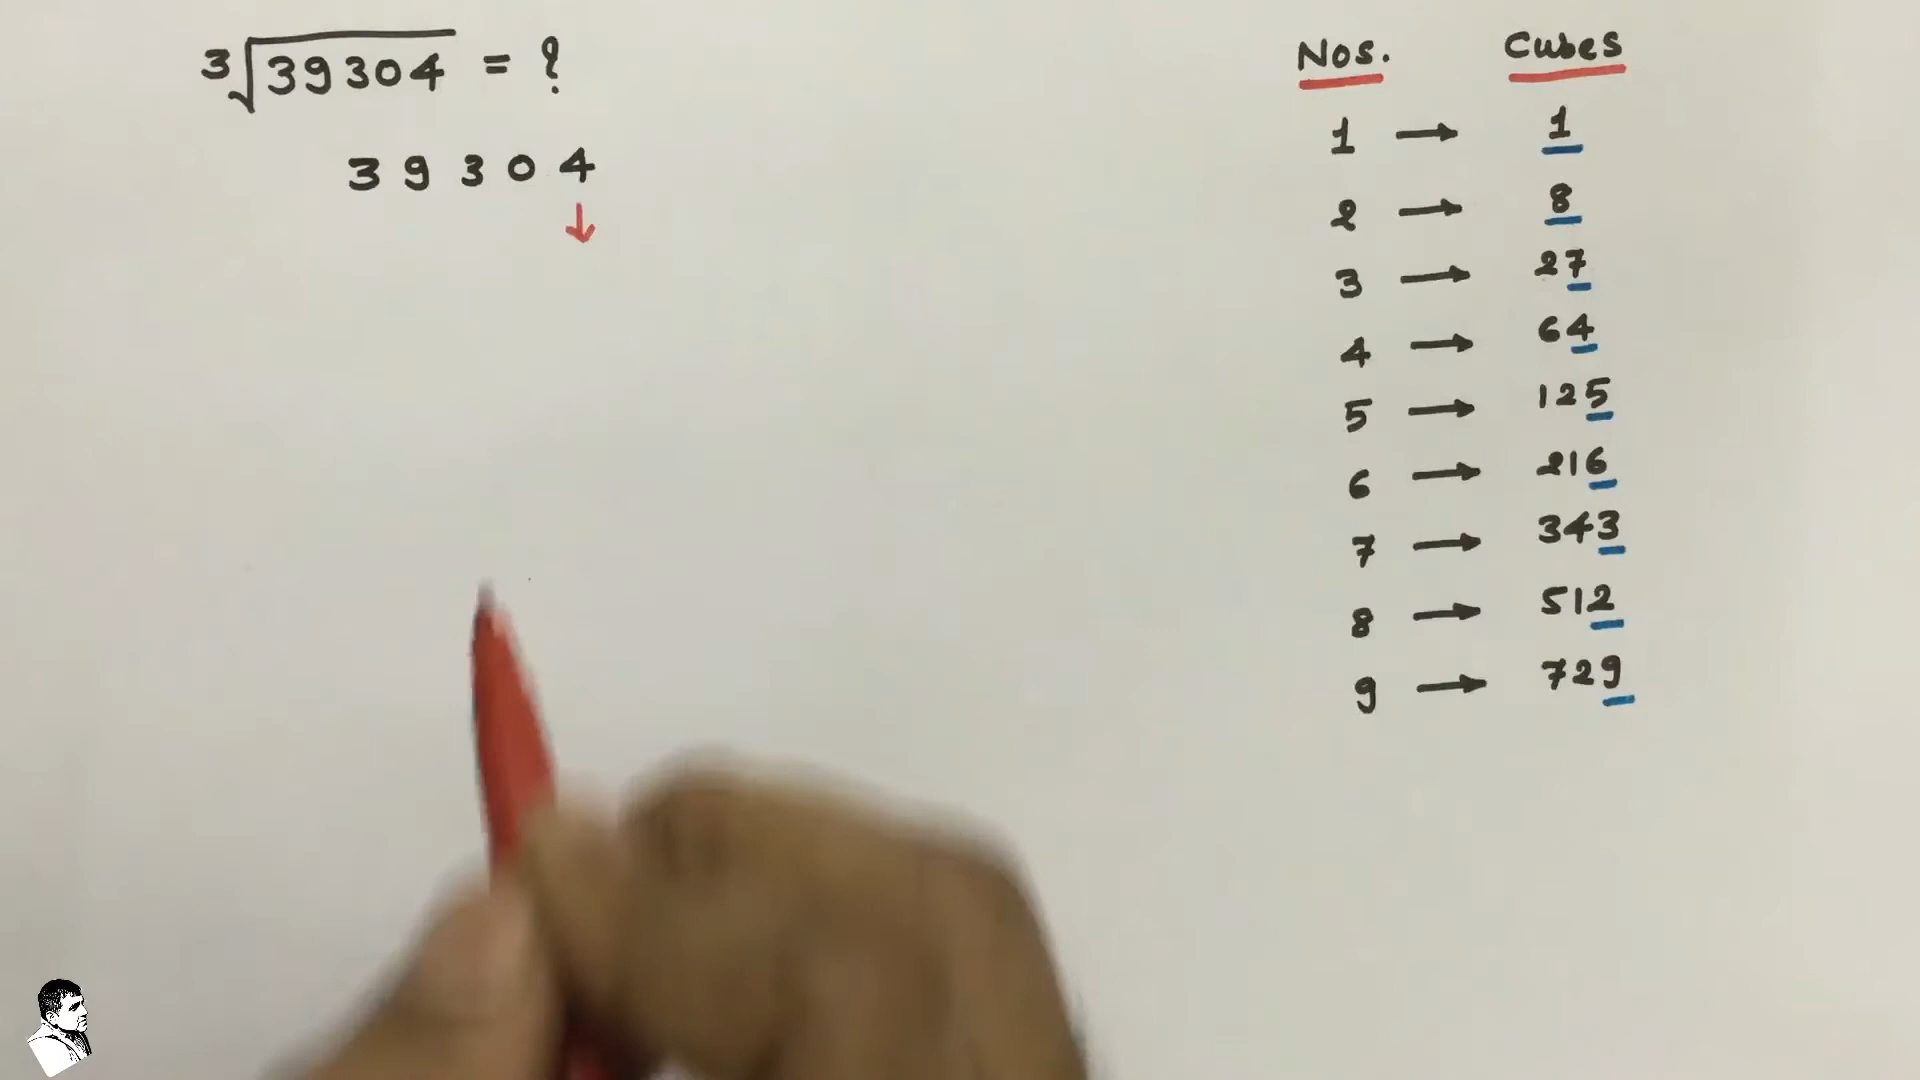 ∛39304 = ?
3 9 3 0 4
↓
Nos. Cubes
1 → 1
2 → 8
3 → 27
4 → 64
5 → 125
6 → 216
7 → 343
8 → 512
9 → 729